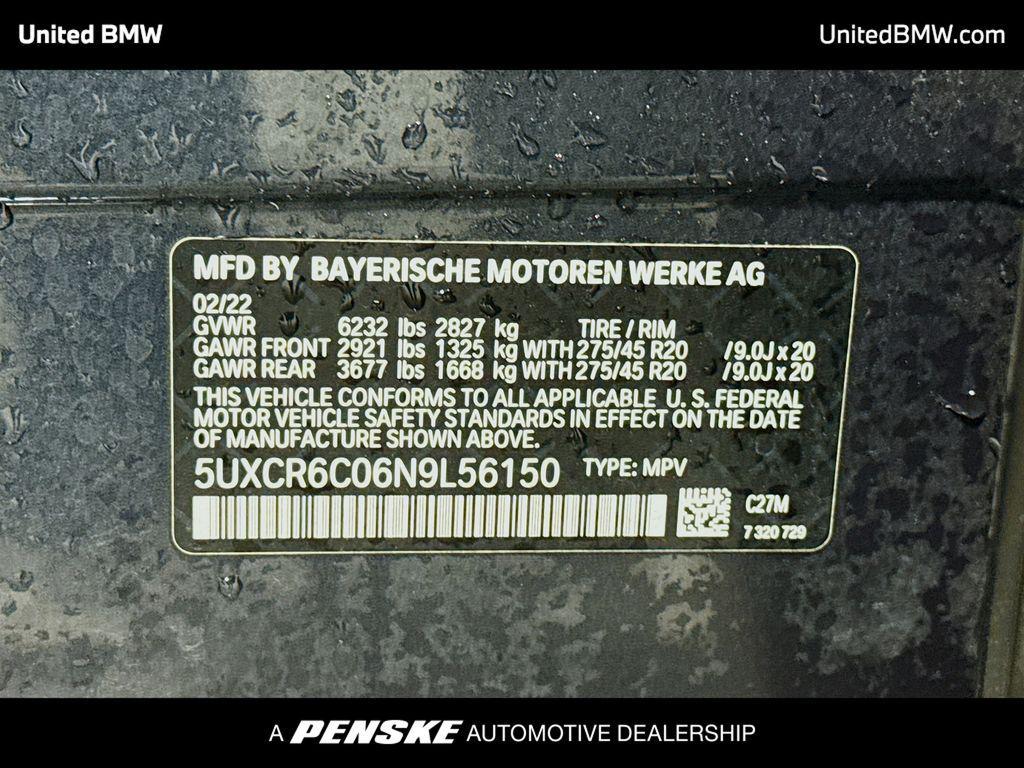 United BMW
UnitedBMW.com
MFD BY BAYERISCHE MOTOREN WERKE AG
02/22
GVWR 6232 lbs 2827 kg TIRE / RIM
GAWR FRONT 2921 lbs 1325 kg WITH 275/45 R20 /9.0J x 20
GAWR REAR 3677 lbs 1668 kg WITH 275/45 R20 /9.0J x 20
THIS VEHICLE CONFORMS TO ALL APPLICABLE U. S. FEDERAL
MOTOR VEHICLE SAFETY STANDARDS IN EFFECT ON THE DATE
OF MANUFACTURE SHOWN ABOVE.
5UXCR6C06N9L56150 TYPE: MPV
C27M
7 320 729
A PENSKE AUTOMOTIVE DEALERSHIP